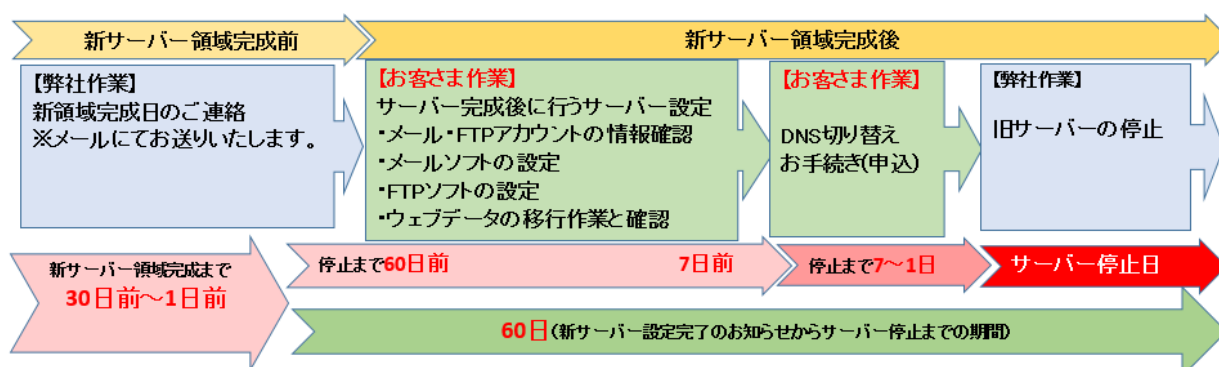 新サーバー領域完成前
新サーバー領域完成後
【弊社作業】
新領域完成日のご連絡
※メールにてお送りいたします。
【お客さま作業】
サーバー完成後に行うサーバー設定
・メール・FTPアカウントの情報確認
・メールソフトの設定
・FTPソフトの設定
・ウェブデータの移行作業と確認
【お客さま作業】
DNS切り替え
お手続き(申込)
【弊社作業】
旧サーバーの停止
新サーバー領域完成まで
30日前～1日前
停止まで60日前 7日前
停止まで7～1日
サーバー停止日
60日(新サーバー設定完了のお知らせからサーバー停止までの期間)